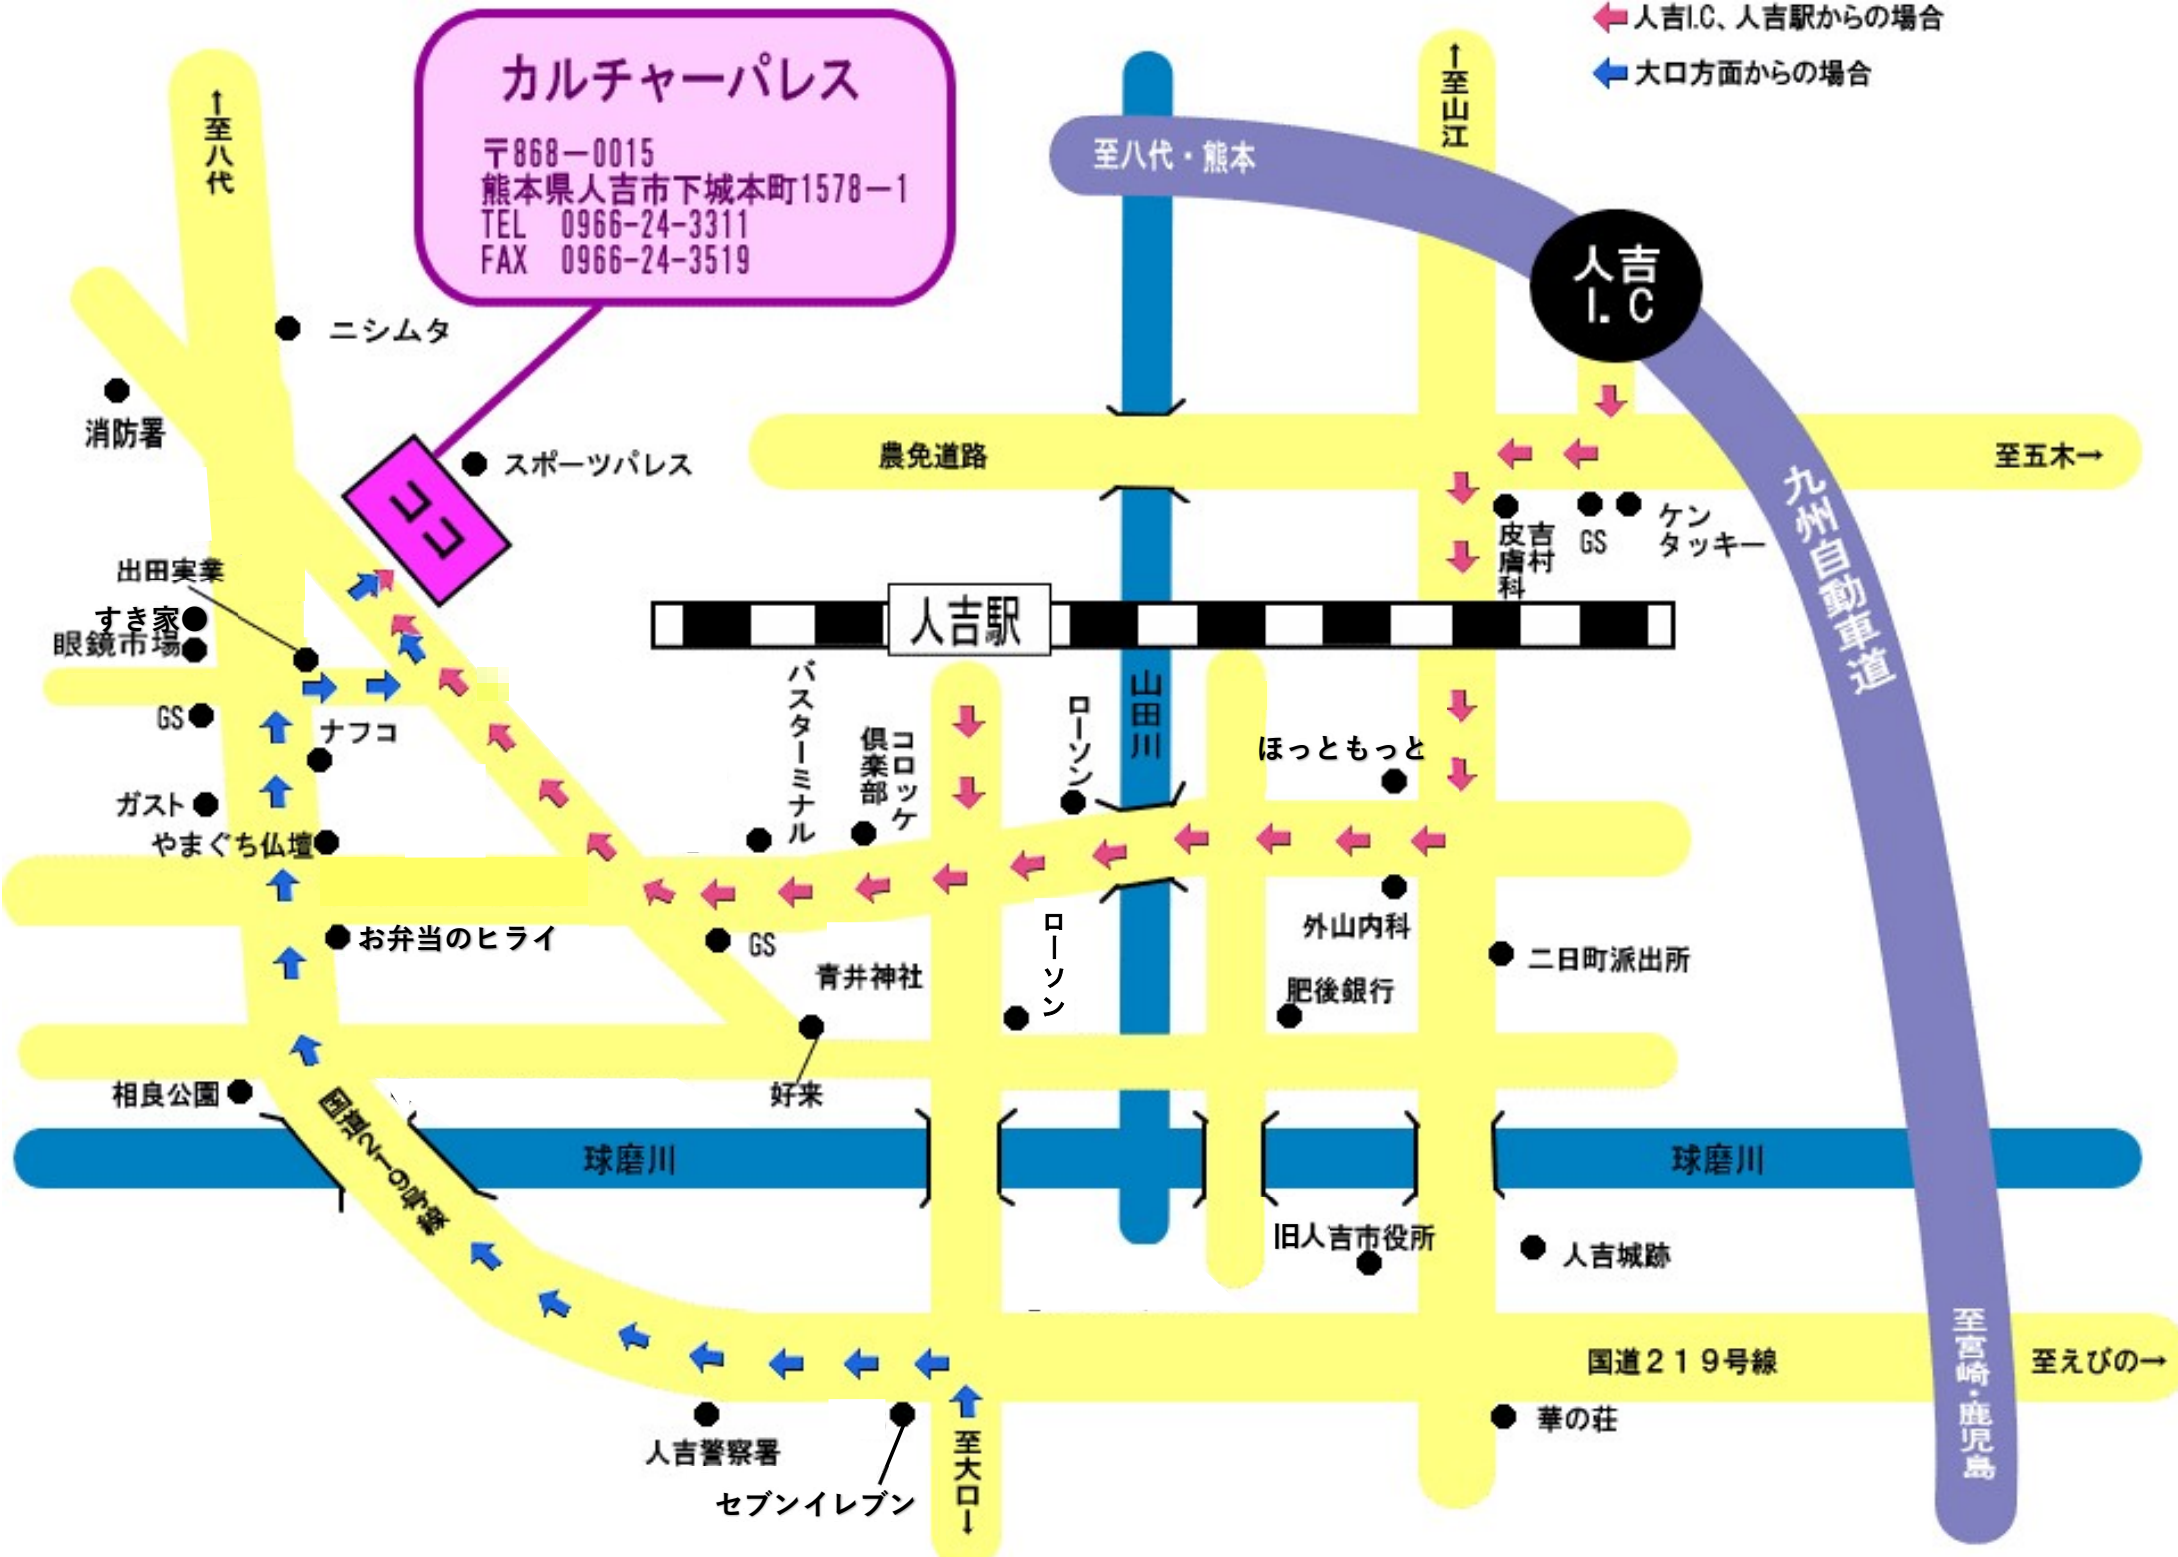 人吉I.C、人吉駅からの場合
大口方面からの場合
カルチャーパレス
〒868－0015
熊本県人吉市下城本町1578－1
TEL　0966-24-3311
FAX　0966-24-3519
↑至八代
↑至山江
至八代・熊本
人吉
I.C
ニシムタ
消防署
ココ
スポーツパレス
農免道路
至五木→
九州自動車道
吉村
皮膚科
GS
ケン
タッキー
出田実業
すき家
眼鏡市場
人吉駅
GS
ナフコ
バスターミナル
コロッケ
倶楽部
ローソン
山田川
ほっともっと
ガスト
やまぐち仏壇
お弁当のヒライ
GS
青井神社
ローソン
外山内科
二日町派出所
肥後銀行
相良公園
好来
国道219号線
球磨川
球磨川
旧人吉市役所
人吉城跡
国道２１９号線
至えびの→
至宮崎・鹿児島
人吉警察署
セブンイレブン
至大口↓
華の荘